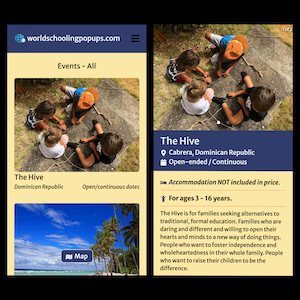 worldschoolingpopups.com
Events - All
The Hive
Dominican Republic
Open/continuous dates
Map
The Hive
Cabrera, Dominican Republic
Open-ended / Continuous
Accommodation NOT included in price.
For ages 3 - 16 years.
The Hive is for families seeking alternatives to
traditional, formal education. Families who are
daring and different and willing to open their
hearts and minds to a new way of doing things.
People who want to foster independence and
wholeheartedness in their whole family. People
who want to raise their children to be the
difference.